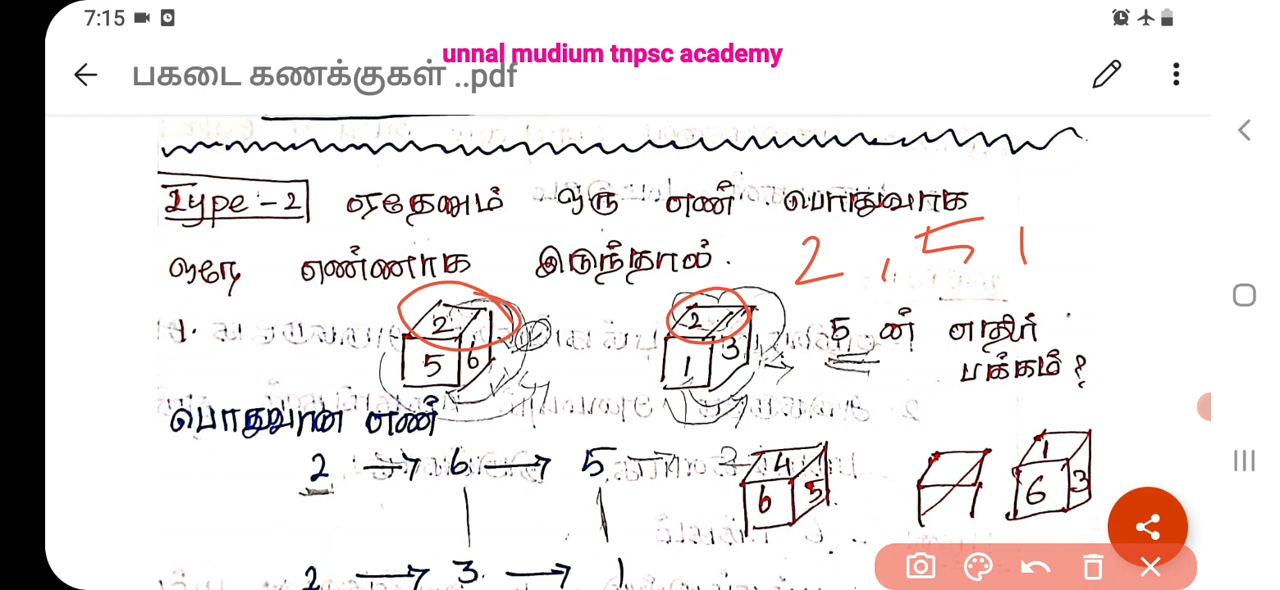 7:15
unnal mudium tnpsc academy
பகடை கணக்குகள் ..pdf
Type-2 ஏதேனும் ஒரு எண் பொதுவாக
ஒரே எண்ணாக இருந்தால்.
2, 5 1
1. 2 5 6 2 1 3 5 ன் எதிர்
பக்கம் ?
பொதுவான எண்
2 → 6 → 5 →
4 6 5 1 6 3
2 → 3 → 1